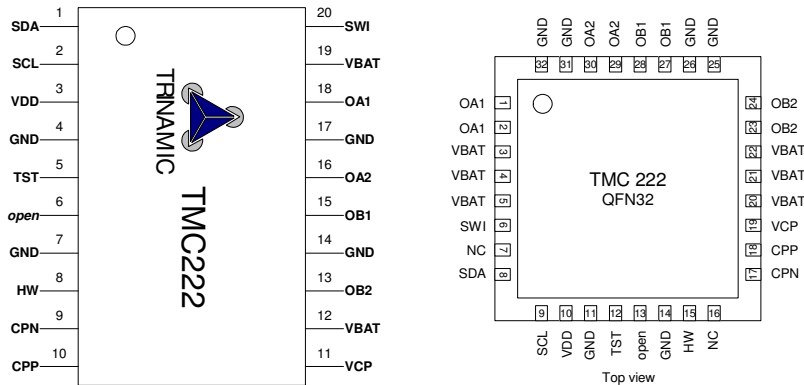 1 20
SDA SWI
2 19
SCL VBAT
3 18
VDD OA1
4 17
GND GND
5 16
TST OA2
6 15
open OB1
7 14
GND GND
8 13
HW OB2
9 12
CPN VBAT
10 11
CPP VCP
TRINAMIC
TMC222
GND GND OA2 OA2 OB1 OB1 GND GND
32 31 30 29 28 27 26 25
OA1 1 24 OB2
OA1 2 23 OB2
VBAT 3 22 VBAT
VBAT 4 21 VBAT
VBAT 5 20 VBAT
SWI 6 19 VCP
NC 7 18 CPP
SDA 8 17 CPN
TMC 222
QFN32
9 10 11 12 13 14 15 16
SCL VDD GND TST open GND HW NC
Top view